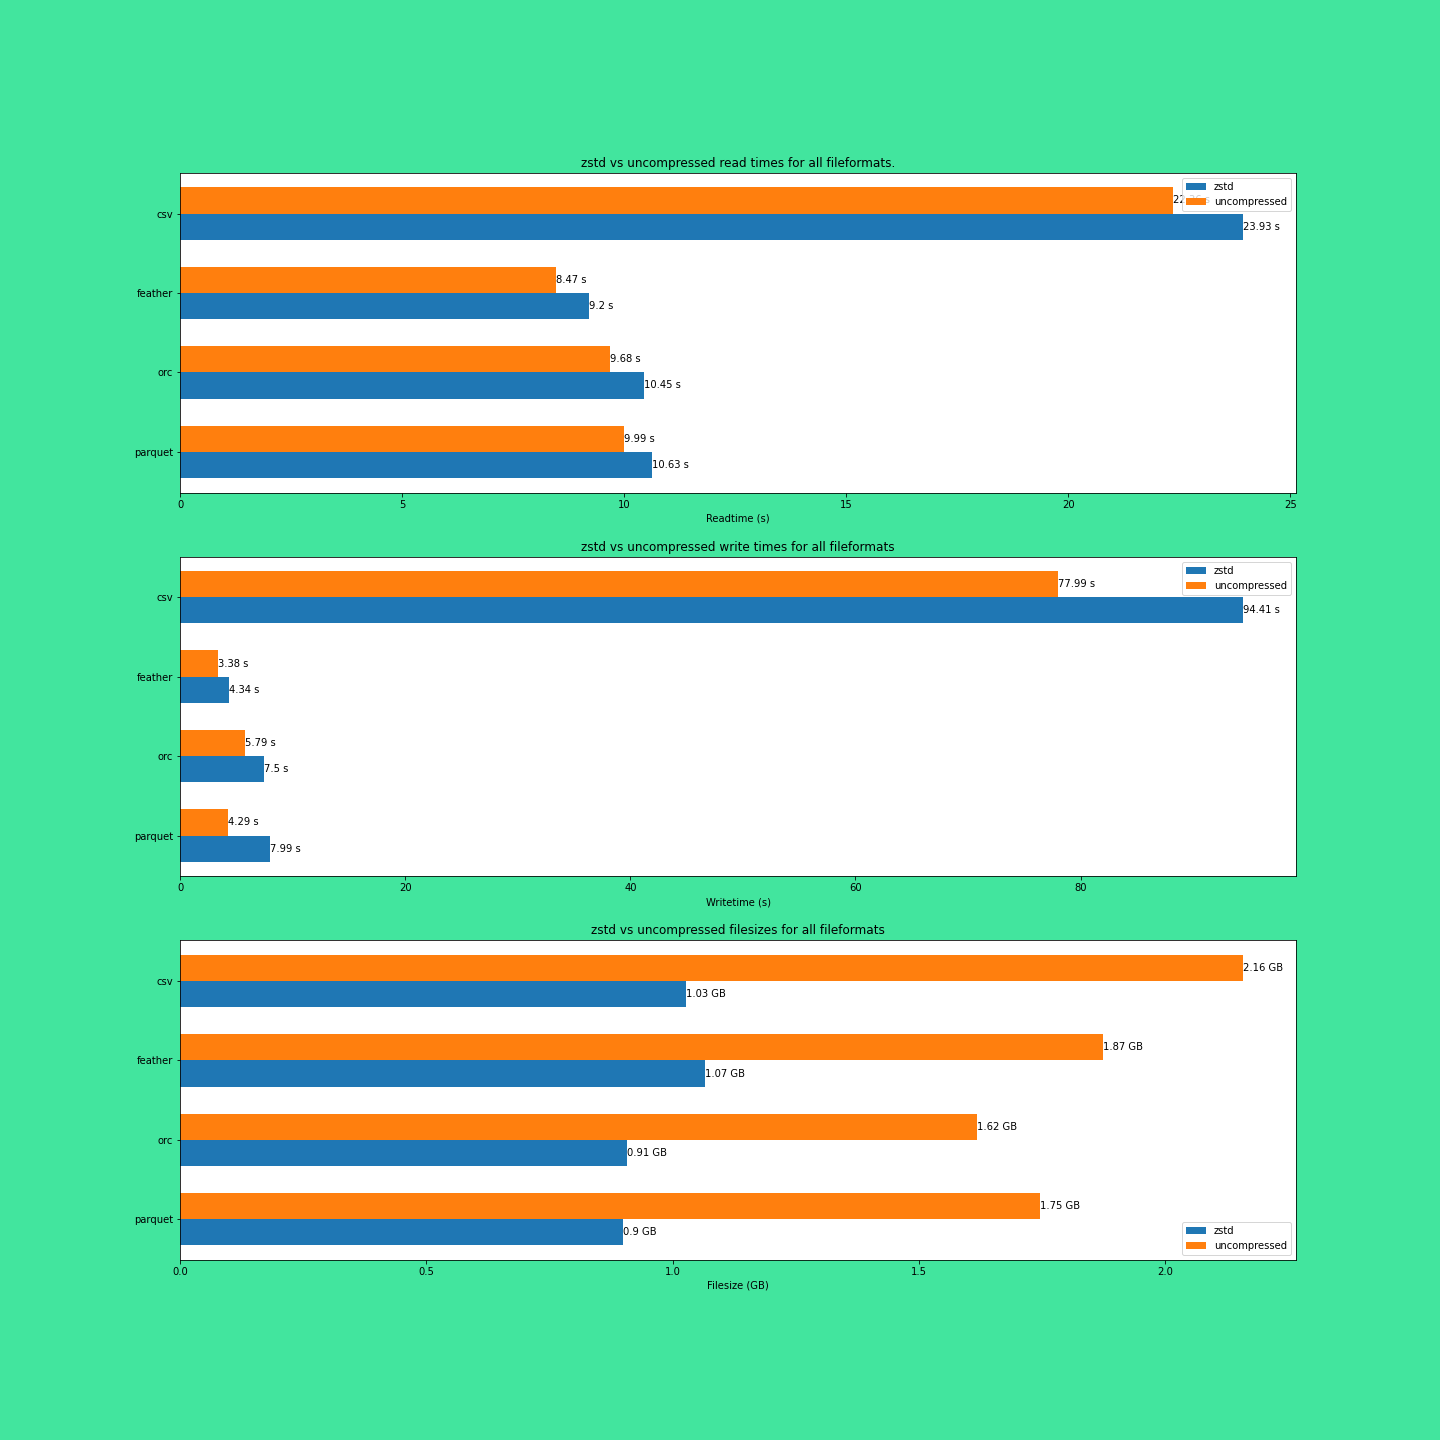 zstd vs uncompressed read times for all fileformats.
zstd
uncompressed
csv
23.93 s
feather
8.47 s
9.2 s
orc
9.68 s
10.45 s
parquet
9.99 s
10.63 s
0 5 10 15 20 25
Readtime (s)
zstd vs uncompressed write times for all fileformats
zstd
uncompressed
csv
77.99 s
94.41 s
feather
3.38 s
4.34 s
orc
5.79 s
7.5 s
parquet
4.29 s
7.99 s
0 20 40 60 80
Writetime (s)
zstd vs uncompressed filesizes for all fileformats
csv
2.16 GB
1.03 GB
feather
1.87 GB
1.07 GB
orc
1.62 GB
0.91 GB
parquet
1.75 GB
0.9 GB
zstd
uncompressed
0.0 0.5 1.0 1.5 2.0
Filesize (GB)